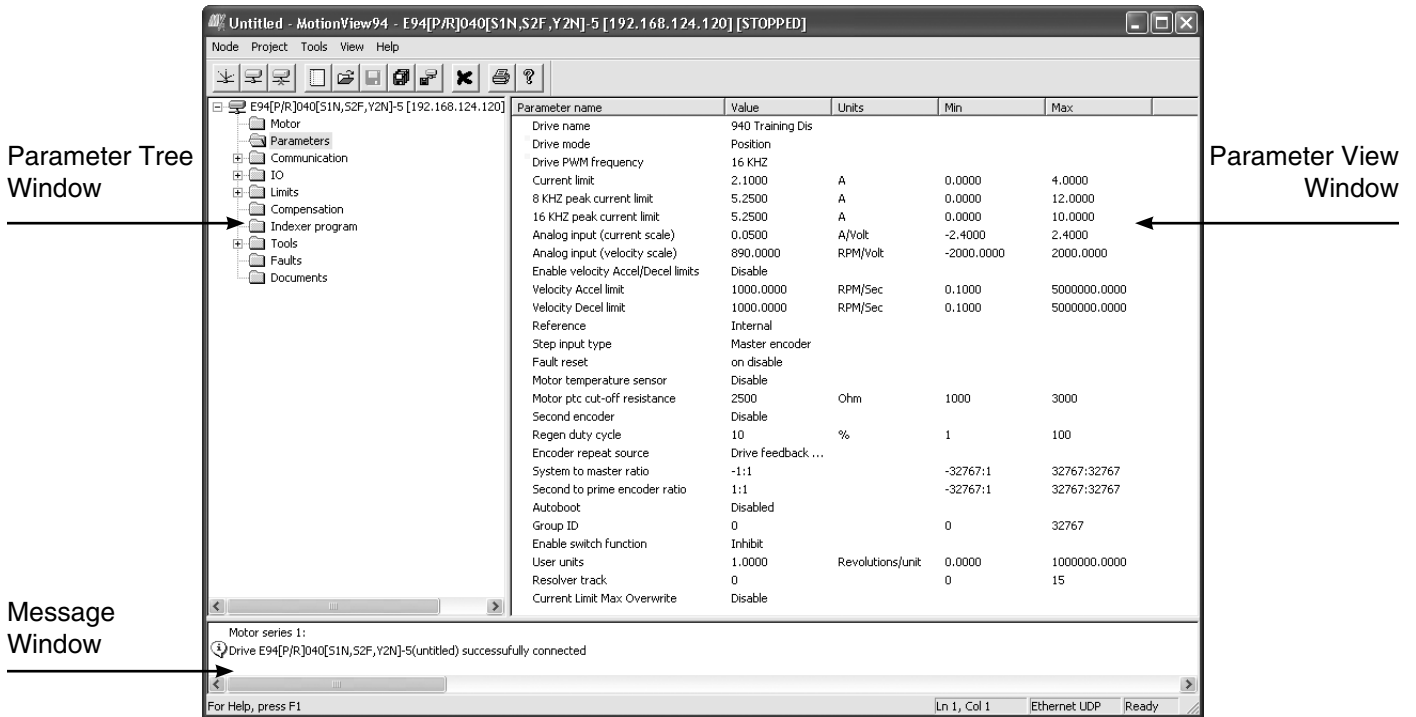 Untitled - MotionView94 - E94[P/R]040[S1N,S2F,Y2N]-5 [192.168.124.120] [STOPPED]
Node Project Tools View Help
Parameter Tree
Window
E94[P/R]040[S1N,S2F,Y2N]-5 [192.168.124.120]
Motor
Parameters
Communication
IO
Limits
Compensation
Indexer program
Tools
Faults
Documents
Parameter name Value Units Min Max
Drive name 940 Training Dis
Drive mode Position
Drive PWM frequency 16 KHZ
Current limit 2.1000 A 0.0000 4.0000
8 KHZ peak current limit 5.2500 A 0.0000 12.0000
16 KHZ peak current limit 5.2500 A 0.0000 10.0000
Analog input (current scale) 0.0500 A/Volt -2.4000 2.4000
Analog input (velocity scale) 890.0000 RPM/Volt -2000.0000 2000.0000
Enable velocity Accel/Decel limits Disable
Velocity Accel limit 1000.0000 RPM/Sec 0.1000 5000000.0000
Velocity Decel limit 1000.0000 RPM/Sec 0.1000 5000000.0000
Reference Internal
Step input type Master encoder
Fault reset on disable
Motor temperature sensor Disable
Motor ptc cut-off resistance 2500 Ohm 1000 3000
Second encoder Disable
Regen duty cycle 10 % 1 100
Encoder repeat source Drive feedback ...
System to master ratio -1:1 -32767:1 32767:32767
Second to prime encoder ratio 1:1 -32767:1 32767:32767
Autoboot Disabled
Group ID 0 0 32767
Enable switch function Inhibit
User units 1.0000 Revolutions/unit 0.0000 1000000.0000
Resolver track 0 0 15
Current Limit Max Overwrite Disable
Parameter View
Window
Message
Window
Motor series 1:
Drive E94[P/R]040[S1N,S2F,Y2N]-5(untitled) successufully connected
For Help, press F1 Ln 1, Col 1 Ethernet UDP Ready